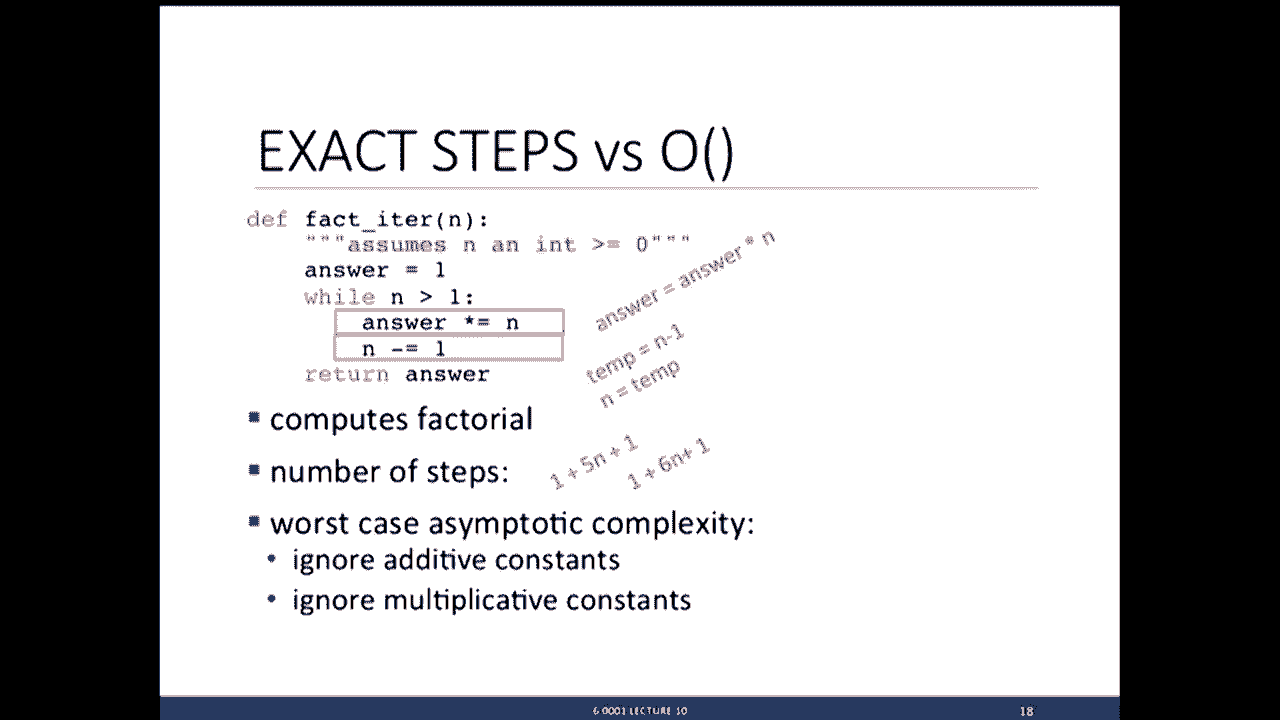 EXACT STEPS vs O()
def fact_iter(n):
"""assumes n an int >= 0"""
answer = 1
while n > 1:
answer *= n
n -= 1
return answer
answer = answer * n
temp = n-1
n = temp
▪ computes factorial
▪ number of steps:
1 + 5n + 1
1 + 6n+ 1
▪ worst case asymptotic complexity:
• ignore additive constants
• ignore multiplicative constants
6.0001 LECTURE 10
18